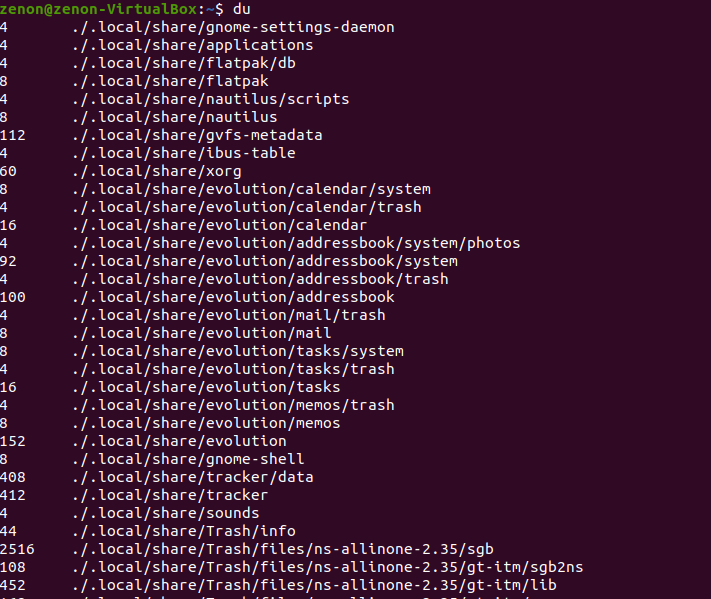 zenon@zenon-VirtualBox:~$ du
4 ./.local/share/gnome-settings-daemon
4 ./.local/share/applications
4 ./.local/share/flatpak/db
8 ./.local/share/flatpak
4 ./.local/share/nautilus/scripts
8 ./.local/share/nautilus
112 ./.local/share/gvfs-metadata
4 ./.local/share/ibus-table
60 ./.local/share/xorg
8 ./.local/share/evolution/calendar/system
4 ./.local/share/evolution/calendar/trash
16 ./.local/share/evolution/calendar
4 ./.local/share/evolution/addressbook/system/photos
92 ./.local/share/evolution/addressbook/system
4 ./.local/share/evolution/addressbook/trash
100 ./.local/share/evolution/addressbook
4 ./.local/share/evolution/mail/trash
8 ./.local/share/evolution/mail
8 ./.local/share/evolution/tasks/system
4 ./.local/share/evolution/tasks/trash
16 ./.local/share/evolution/tasks
4 ./.local/share/evolution/memos/trash
8 ./.local/share/evolution/memos
152 ./.local/share/evolution
8 ./.local/share/gnome-shell
408 ./.local/share/tracker/data
412 ./.local/share/tracker
4 ./.local/share/sounds
44 ./.local/share/Trash/info
2516 ./.local/share/Trash/files/ns-allinone-2.35/sgb
108 ./.local/share/Trash/files/ns-allinone-2.35/gt-itm/sgb2ns
452 ./.local/share/Trash/files/ns-allinone-2.35/gt-itm/lib